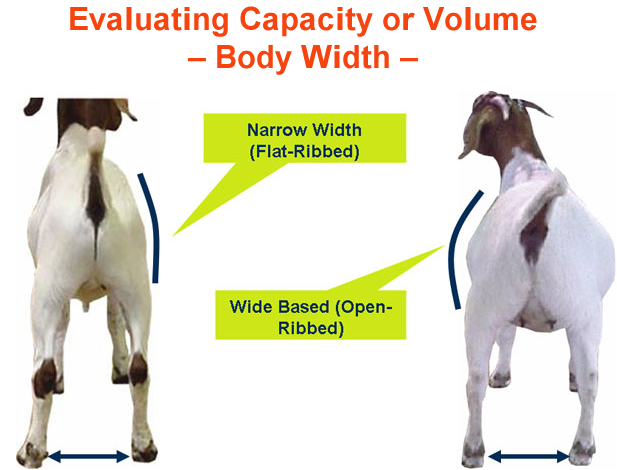 Evaluating Capacity or Volume
– Body Width –
Narrow Width
(Flat-Ribbed)
Wide Based (Open-
Ribbed)